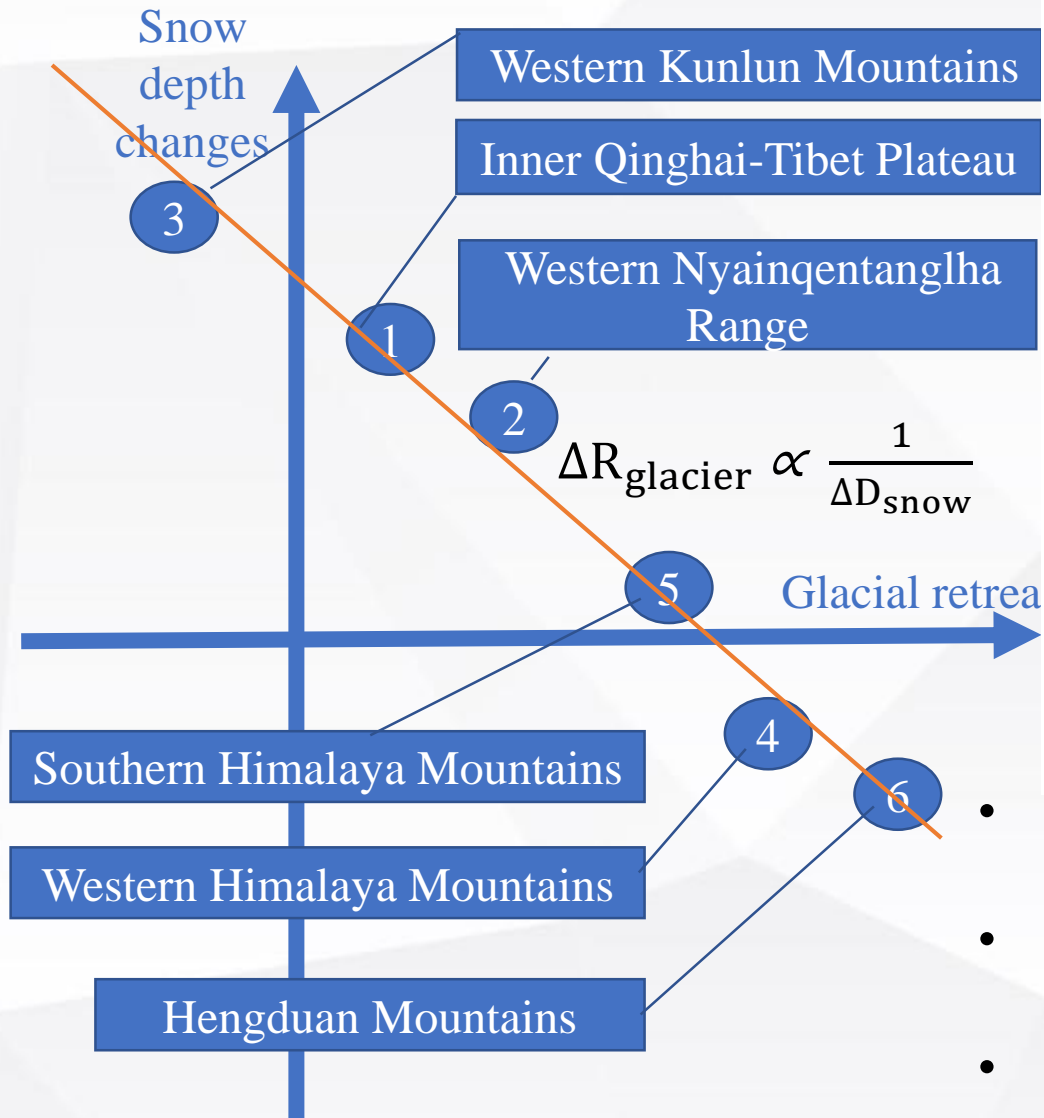 Snow
depth
changes
Western Kunlun Mountains
Inner Qinghai-Tibet Plateau
3
Western Nyainqentanglha
Range
1
2
ΔR_glacier ∝ 1/ΔD_snow
5
Glacial retrea
Southern Himalaya Mountains
4
6
•
Western Himalaya Mountains
•
Hengduan Mountains
•